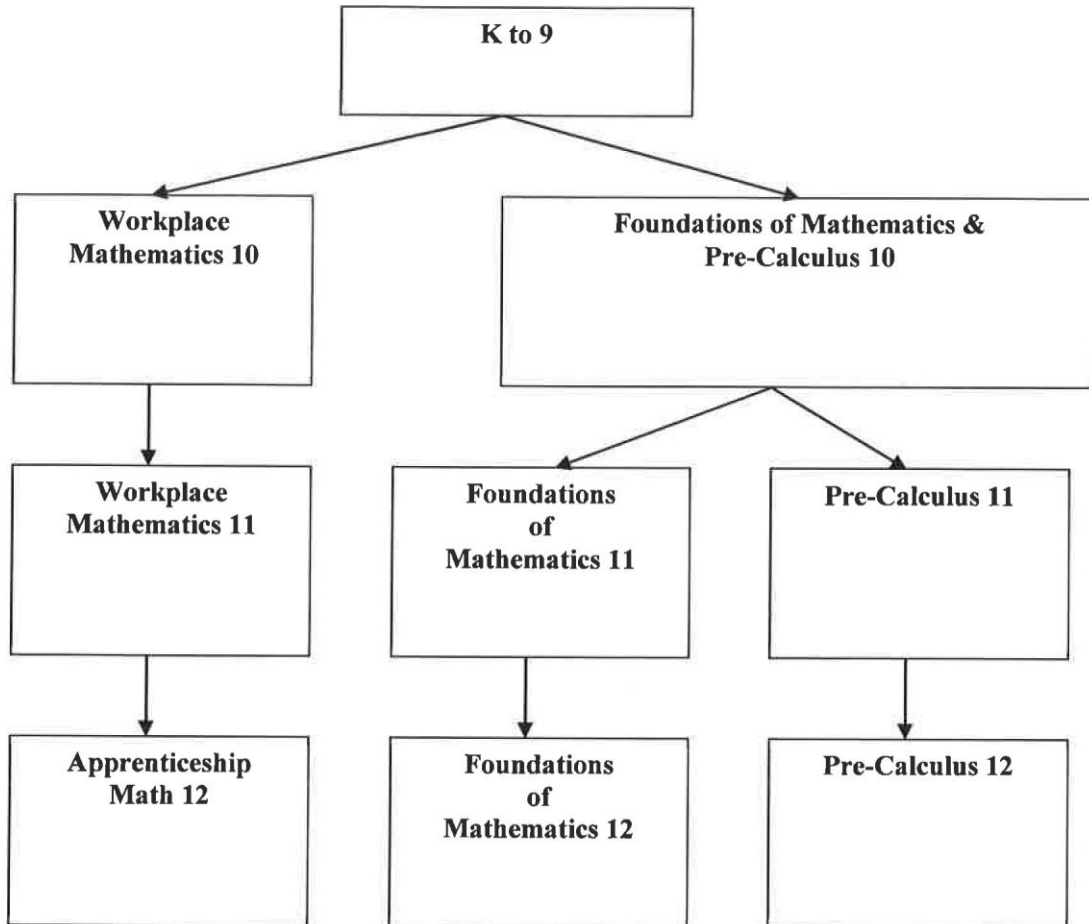 K to 9
Workplace
Mathematics 10
Foundations of Mathematics &
Pre-Calculus 10
Workplace
Mathematics 11
Foundations
of
Mathematics 11
Pre-Calculus 11
Apprenticeship
Math 12
Foundations
of
Mathematics 12
Pre-Calculus 12